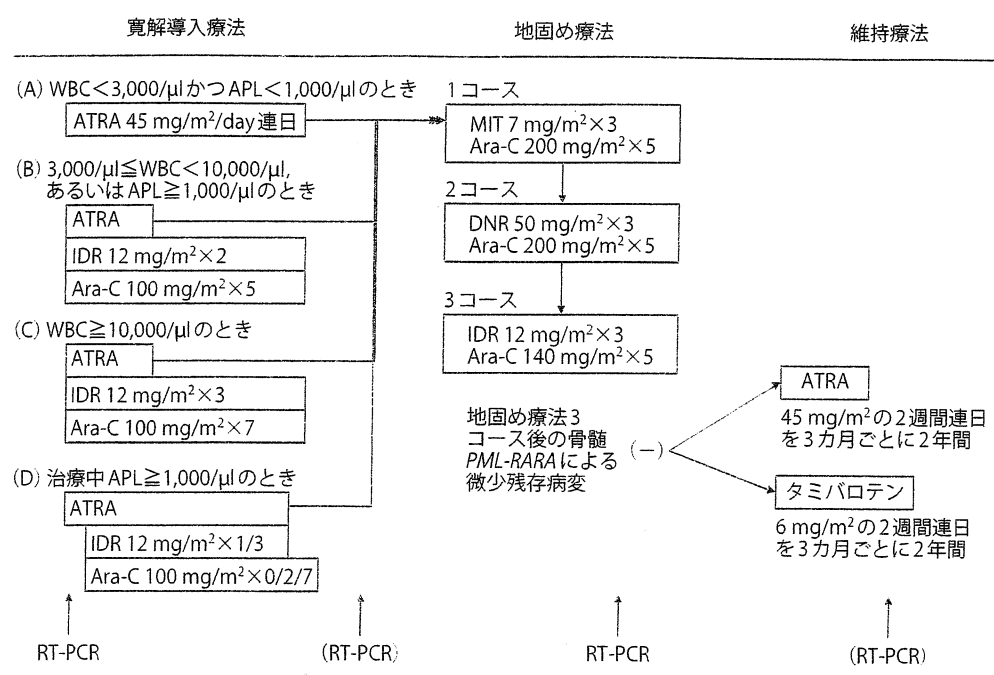 寛解導入療法
地固め療法
維持療法
(A) WBC<3,000/μlかつAPL<1,000/μlのとき
ATRA 45 mg/m²/day連日
(B) 3,000/μl≦WBC<10,000/μl,
あるいはAPL≧1,000/μlのとき
ATRA
IDR 12 mg/m²×2
Ara-C 100 mg/m²×5
(C) WBC≧10,000/μlのとき
ATRA
IDR 12 mg/m²×3
Ara-C 100 mg/m²×7
(D) 治療中APL≧1,000/μlのとき
ATRA
IDR 12 mg/m²×1/3
Ara-C 100 mg/m²×0/2/7
1コース
MIT 7 mg/m²×3
Ara-C 200 mg/m²×5
2コース
DNR 50 mg/m²×3
Ara-C 200 mg/m²×5
3コース
IDR 12 mg/m²×3
Ara-C 140 mg/m²×5
地固め療法3
コース後の骨髄
PML-RARAによる
微少残存病変
(−)
ATRA
45 mg/m²の2週間連日
を3カ月ごとに2年間
タミバロテン
6 mg/m²の2週間連日
を3カ月ごとに2年間
RT-PCR
(RT-PCR)
RT-PCR
(RT-PCR)